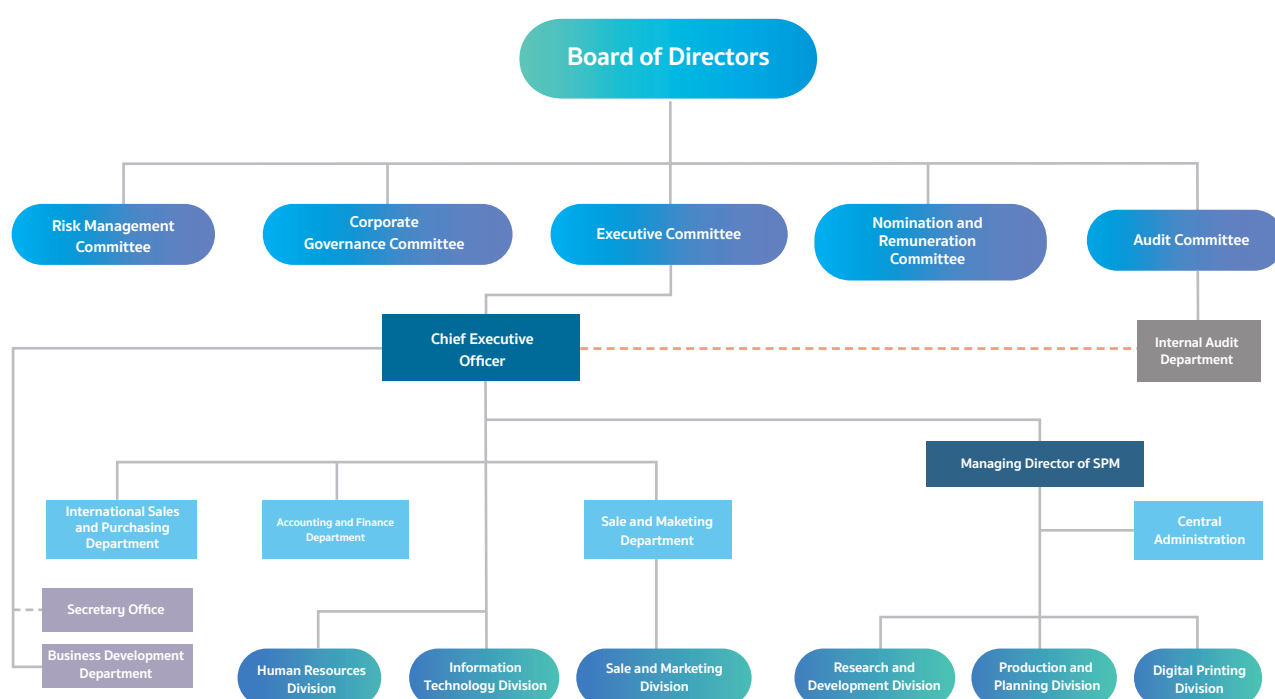 Board of Directors
Risk Management
Committee
Corporate
Governance Committee
Executive Committee
Nomination and
Remuneration
Committee
Audit Committee
Chief Executive
Officer
Internal Audit
Department
Managing Director of SPM
International Sales
and Purchasing
Department
Accounting and Finance
Department
Sale and Maketing
Department
Central
Administration
Secretary Office
Business Development
Department
Human Resources
Division
Information
Technology Division
Sale and Marketing
Division
Research and
Development Division
Production and
Planning Division
Digital Printing
Division